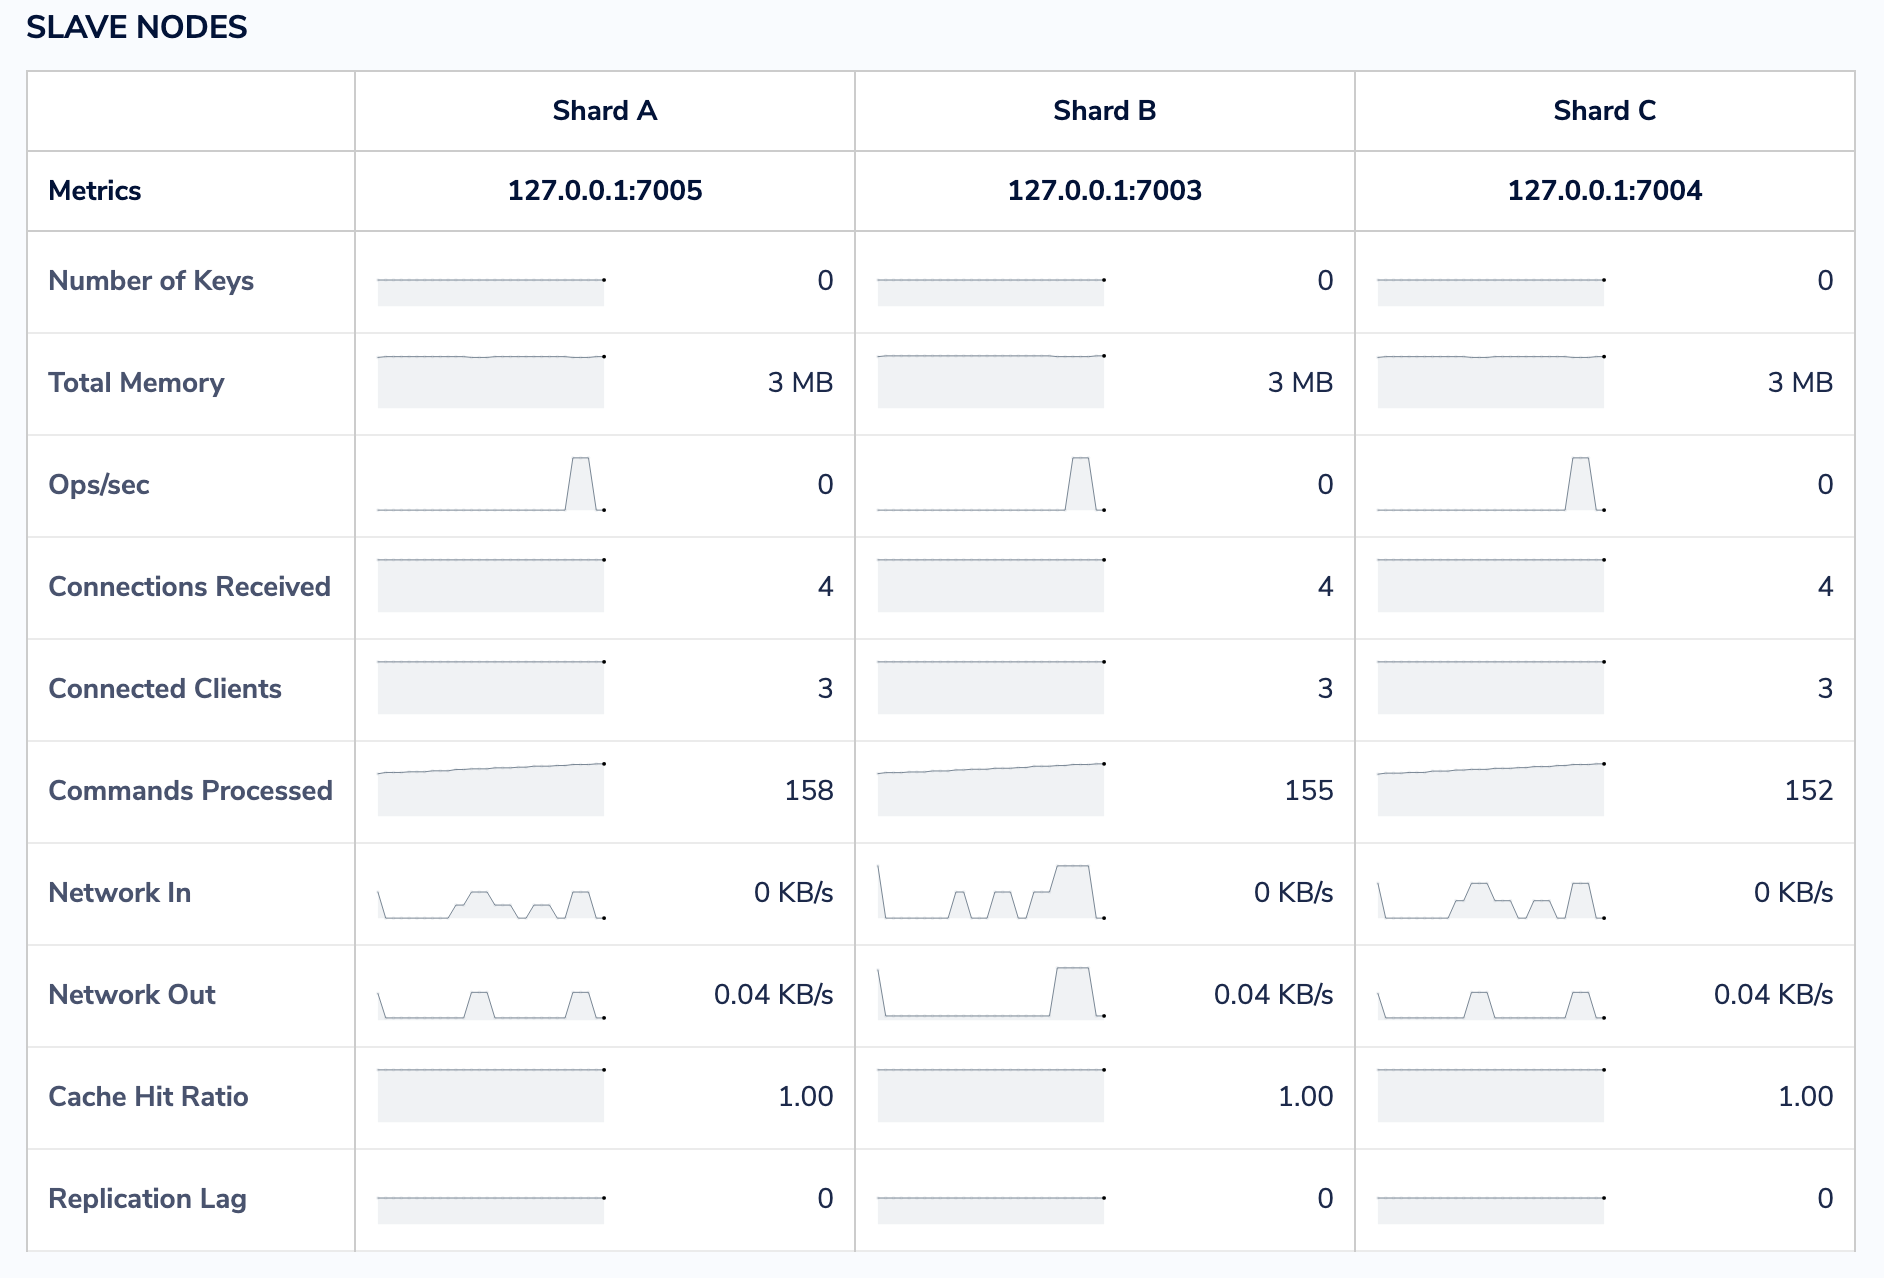 SLAVE NODES
Shard A Shard B Shard C
Metrics 127.0.0.1:7005 127.0.0.1:7003 127.0.0.1:7004
Number of Keys 0 0 0
Total Memory 3 MB 3 MB 3 MB
Ops/sec 0 0 0
Connections Received 4 4 4
Connected Clients 3 3 3
Commands Processed 158 155 152
Network In 0 KB/s 0 KB/s 0 KB/s
Network Out 0.04 KB/s 0.04 KB/s 0.04 KB/s
Cache Hit Ratio 1.00 1.00 1.00
Replication Lag 0 0 0